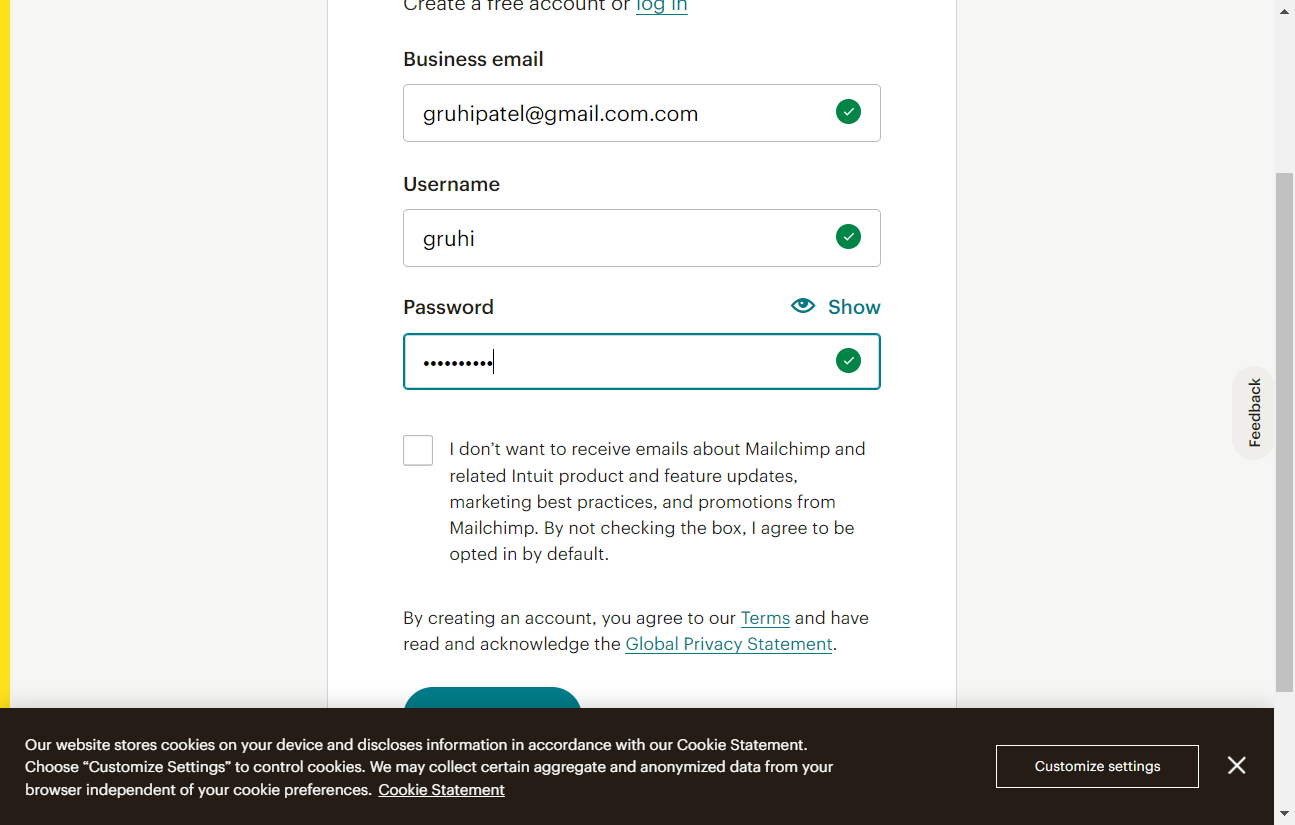 Create a free account or log in
Business email
gruhipatel@gmail.com.com
Username
gruhi
Password
Show
••••••••••
I don’t want to receive emails about Mailchimp and
related Intuit product and feature updates,
marketing best practices, and promotions from
Mailchimp. By not checking the box, I agree to be
opted in by default.
By creating an account, you agree to our Terms and have
read and acknowledge the Global Privacy Statement.
Feedback
Our website stores cookies on your device and discloses information in accordance with our Cookie Statement.
Choose “Customize Settings” to control cookies. We may collect certain aggregate and anonymized data from your
browser independent of your cookie preferences. Cookie Statement
Customize settings